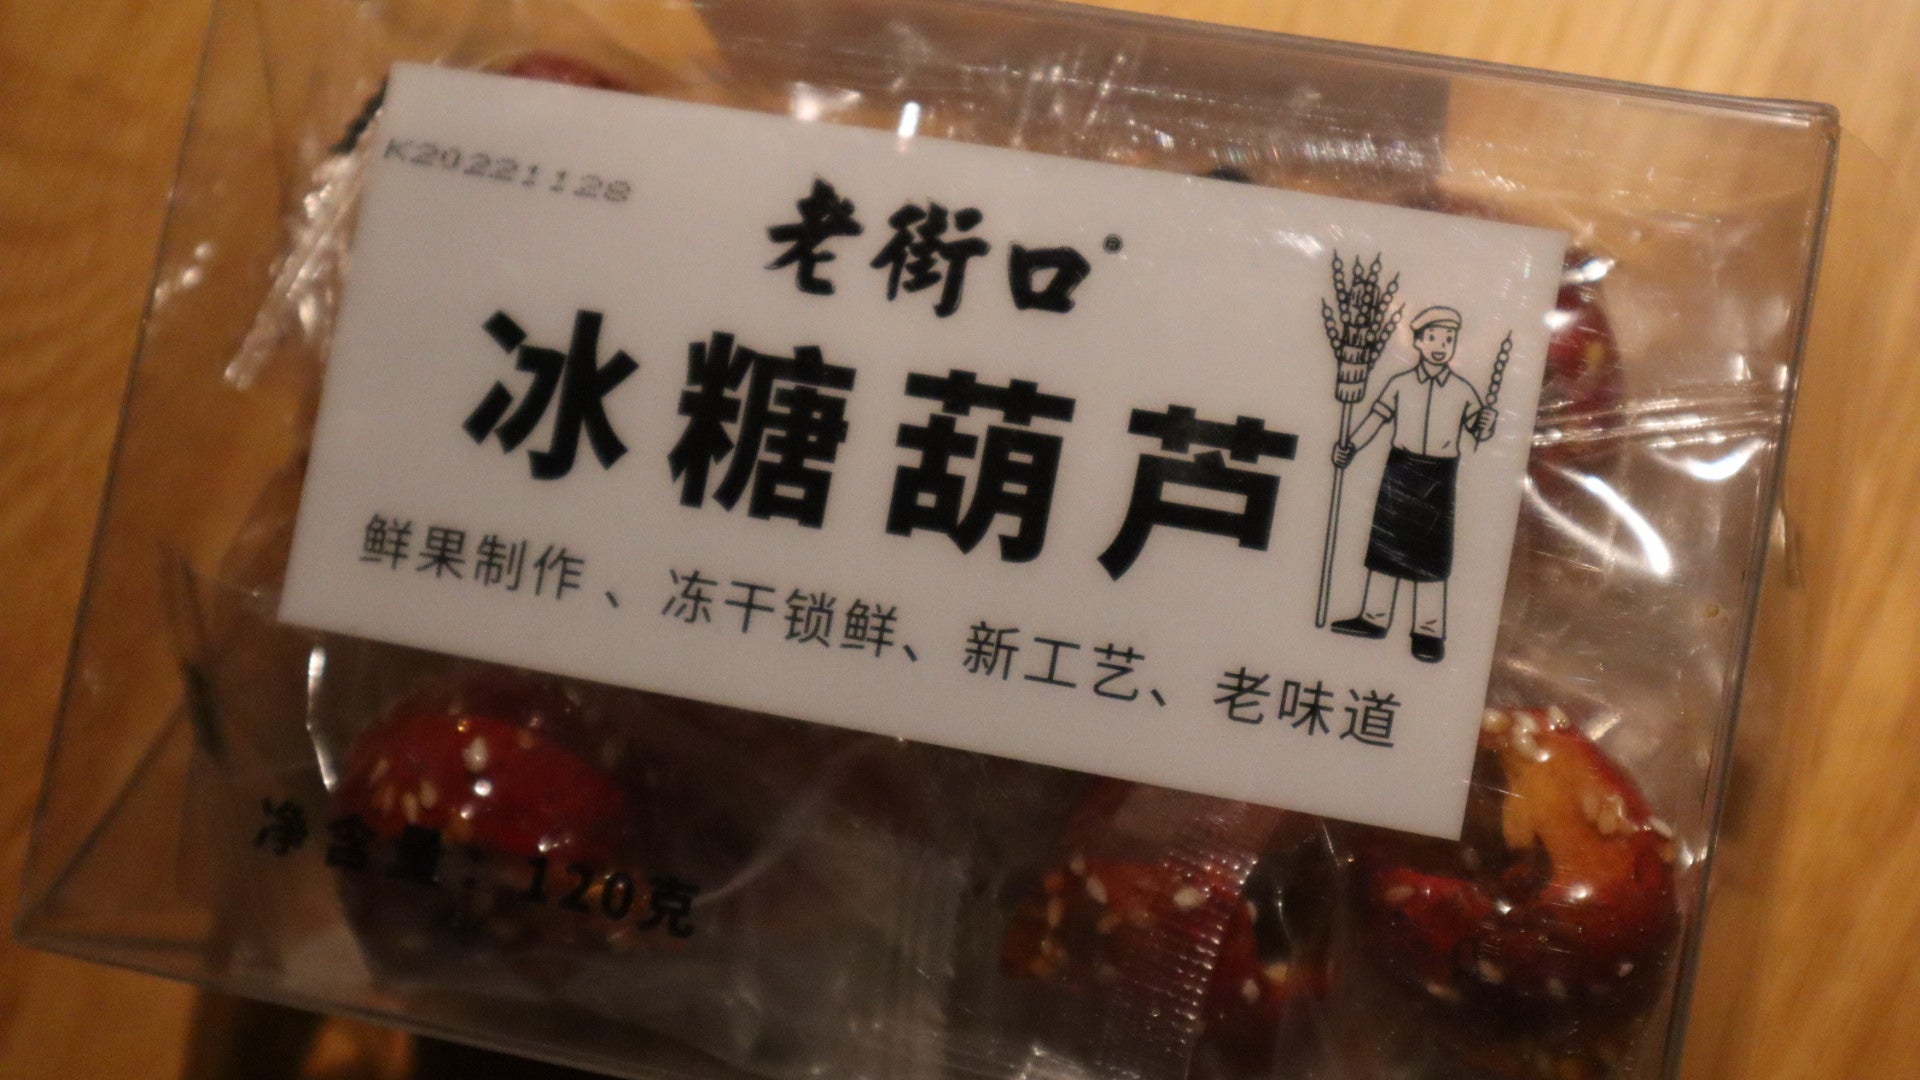 K20221128
老街口®
冰糖葫芦
鲜果制作、冻干锁鲜、新工艺、老味道
净含量：120克